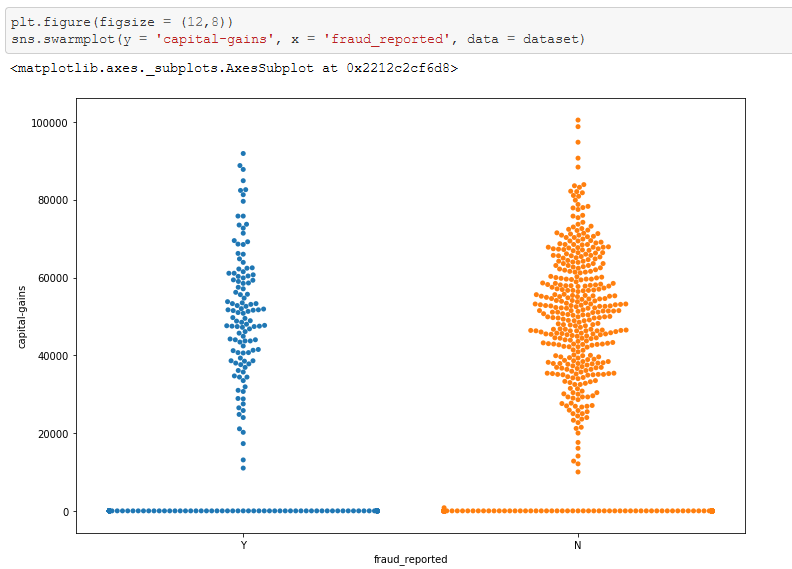 plt.figure(figsize = (12,8))
sns.swarmplot(y = 'capital-gains', x = 'fraud_reported', data = dataset)
<matplotlib.axes._subplots.AxesSubplot at 0x2212c2cf6d8>
100000
80000
60000
40000
20000
0
capital-gains
Y
N
fraud_reported